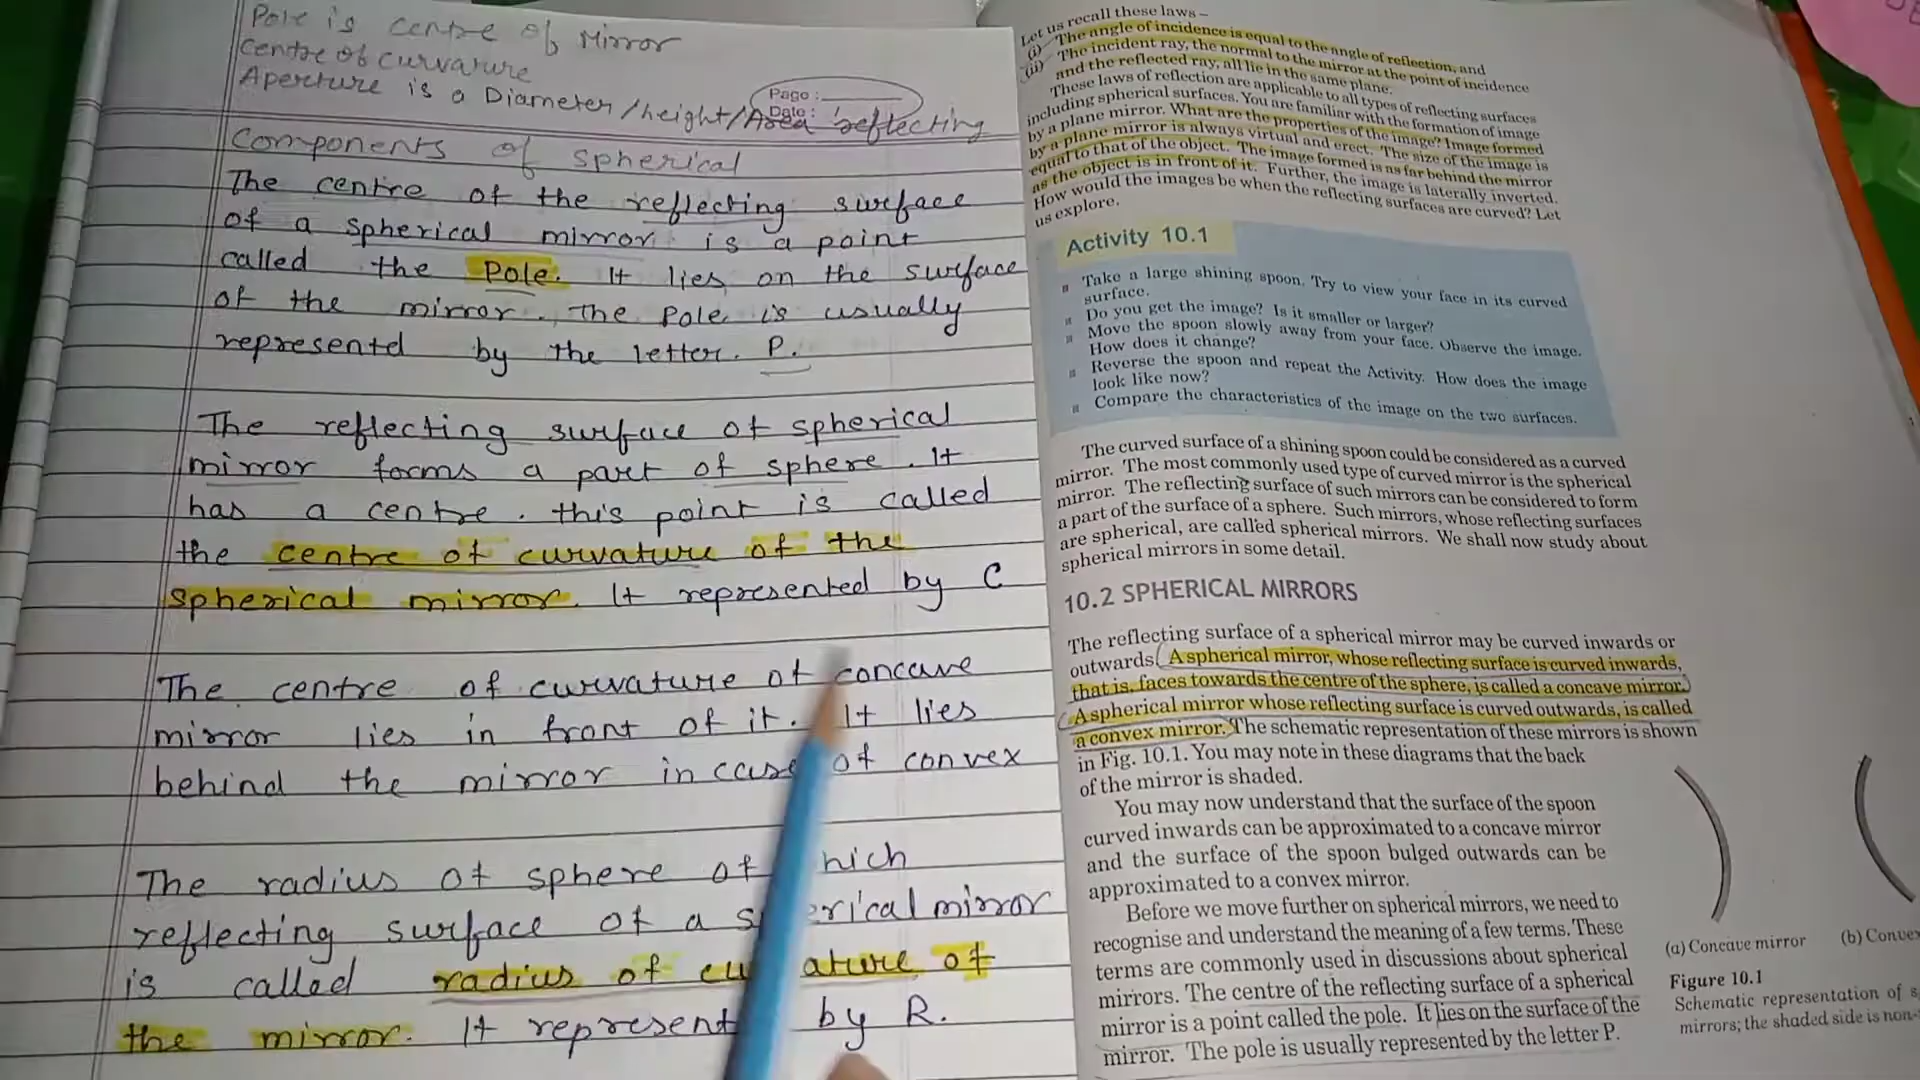 Pole is centre of Mirror
Centre of curvature
Aperture is a Diameter/height/Area reflecting
Page :
Date :
Components of spherical
The centre of the reflecting surface
of a spherical mirror is a point
called the Pole. It lies on the surface
of the mirror. The Pole is usually
representd by the letter. P.
The reflecting surface of spherical
mirror forms a part of sphere. It
has a centre. this point is called
the centre of curvature of the
spherical mirror. It represented by C
The centre of curvature of concave
mirror lies in front of it. It lies
behind the mirror in case of convex
The radius of sphere of hich
reflecting surface of a s erical mirror
is called radius of cu ature of
the mirror. It represent by R.
Let us recall these laws –
(i) The angle of incidence is equal to the angle of reflection, and
(ii) The incident ray, the normal to the mirror at the point of incidence
and the reflected ray, all lie in the same plane.
These laws of reflection are applicable to all types of reflecting surfaces
including spherical surfaces. You are familiar with the formation of image
by a plane mirror. What are the properties of the image? Image formed
by a plane mirror is always virtual and erect. The size of the image is
equal to that of the object. The image formed is as far behind the mirror
as the object is in front of it. Further, the image is laterally inverted.
How would the images be when the reflecting surfaces are curved? Let
us explore.
Activity 10.1
Take a large shining spoon. Try to view your face in its curved
surface.
Do you get the image? Is it smaller or larger?
Move the spoon slowly away from your face. Observe the image.
How does it change?
Reverse the spoon and repeat the Activity. How does the image
look like now?
Compare the characteristics of the image on the two surfaces.
The curved surface of a shining spoon could be considered as a curved
mirror. The most commonly used type of curved mirror is the spherical
mirror. The reflecting surface of such mirrors can be considered to form
a part of the surface of a sphere. Such mirrors, whose reflecting surfaces
are spherical, are called spherical mirrors. We shall now study about
spherical mirrors in some detail.
10.2 SPHERICAL MIRRORS
The reflecting surface of a spherical mirror may be curved inwards or
outwards. A spherical mirror, whose reflecting surface is curved inwards,
that is, faces towards the centre of the sphere, is called a concave mirror.
A spherical mirror whose reflecting surface is curved outwards, is called
a convex mirror. The schematic representation of these mirrors is shown
in Fig. 10.1. You may note in these diagrams that the back
of the mirror is shaded.
You may now understand that the surface of the spoon
curved inwards can be approximated to a concave mirror
and the surface of the spoon bulged outwards can be
approximated to a convex mirror.
Before we move further on spherical mirrors, we need to
recognise and understand the meaning of a few terms. These
terms are commonly used in discussions about spherical
mirrors. The centre of the reflecting surface of a spherical
mirror is a point called the pole. It lies on the surface of the
mirror. The pole is usually represented by the letter P.
(a) Concave mirror (b) Convex
Figure 10.1
Schematic representation of s
mirrors; the shaded side is non-